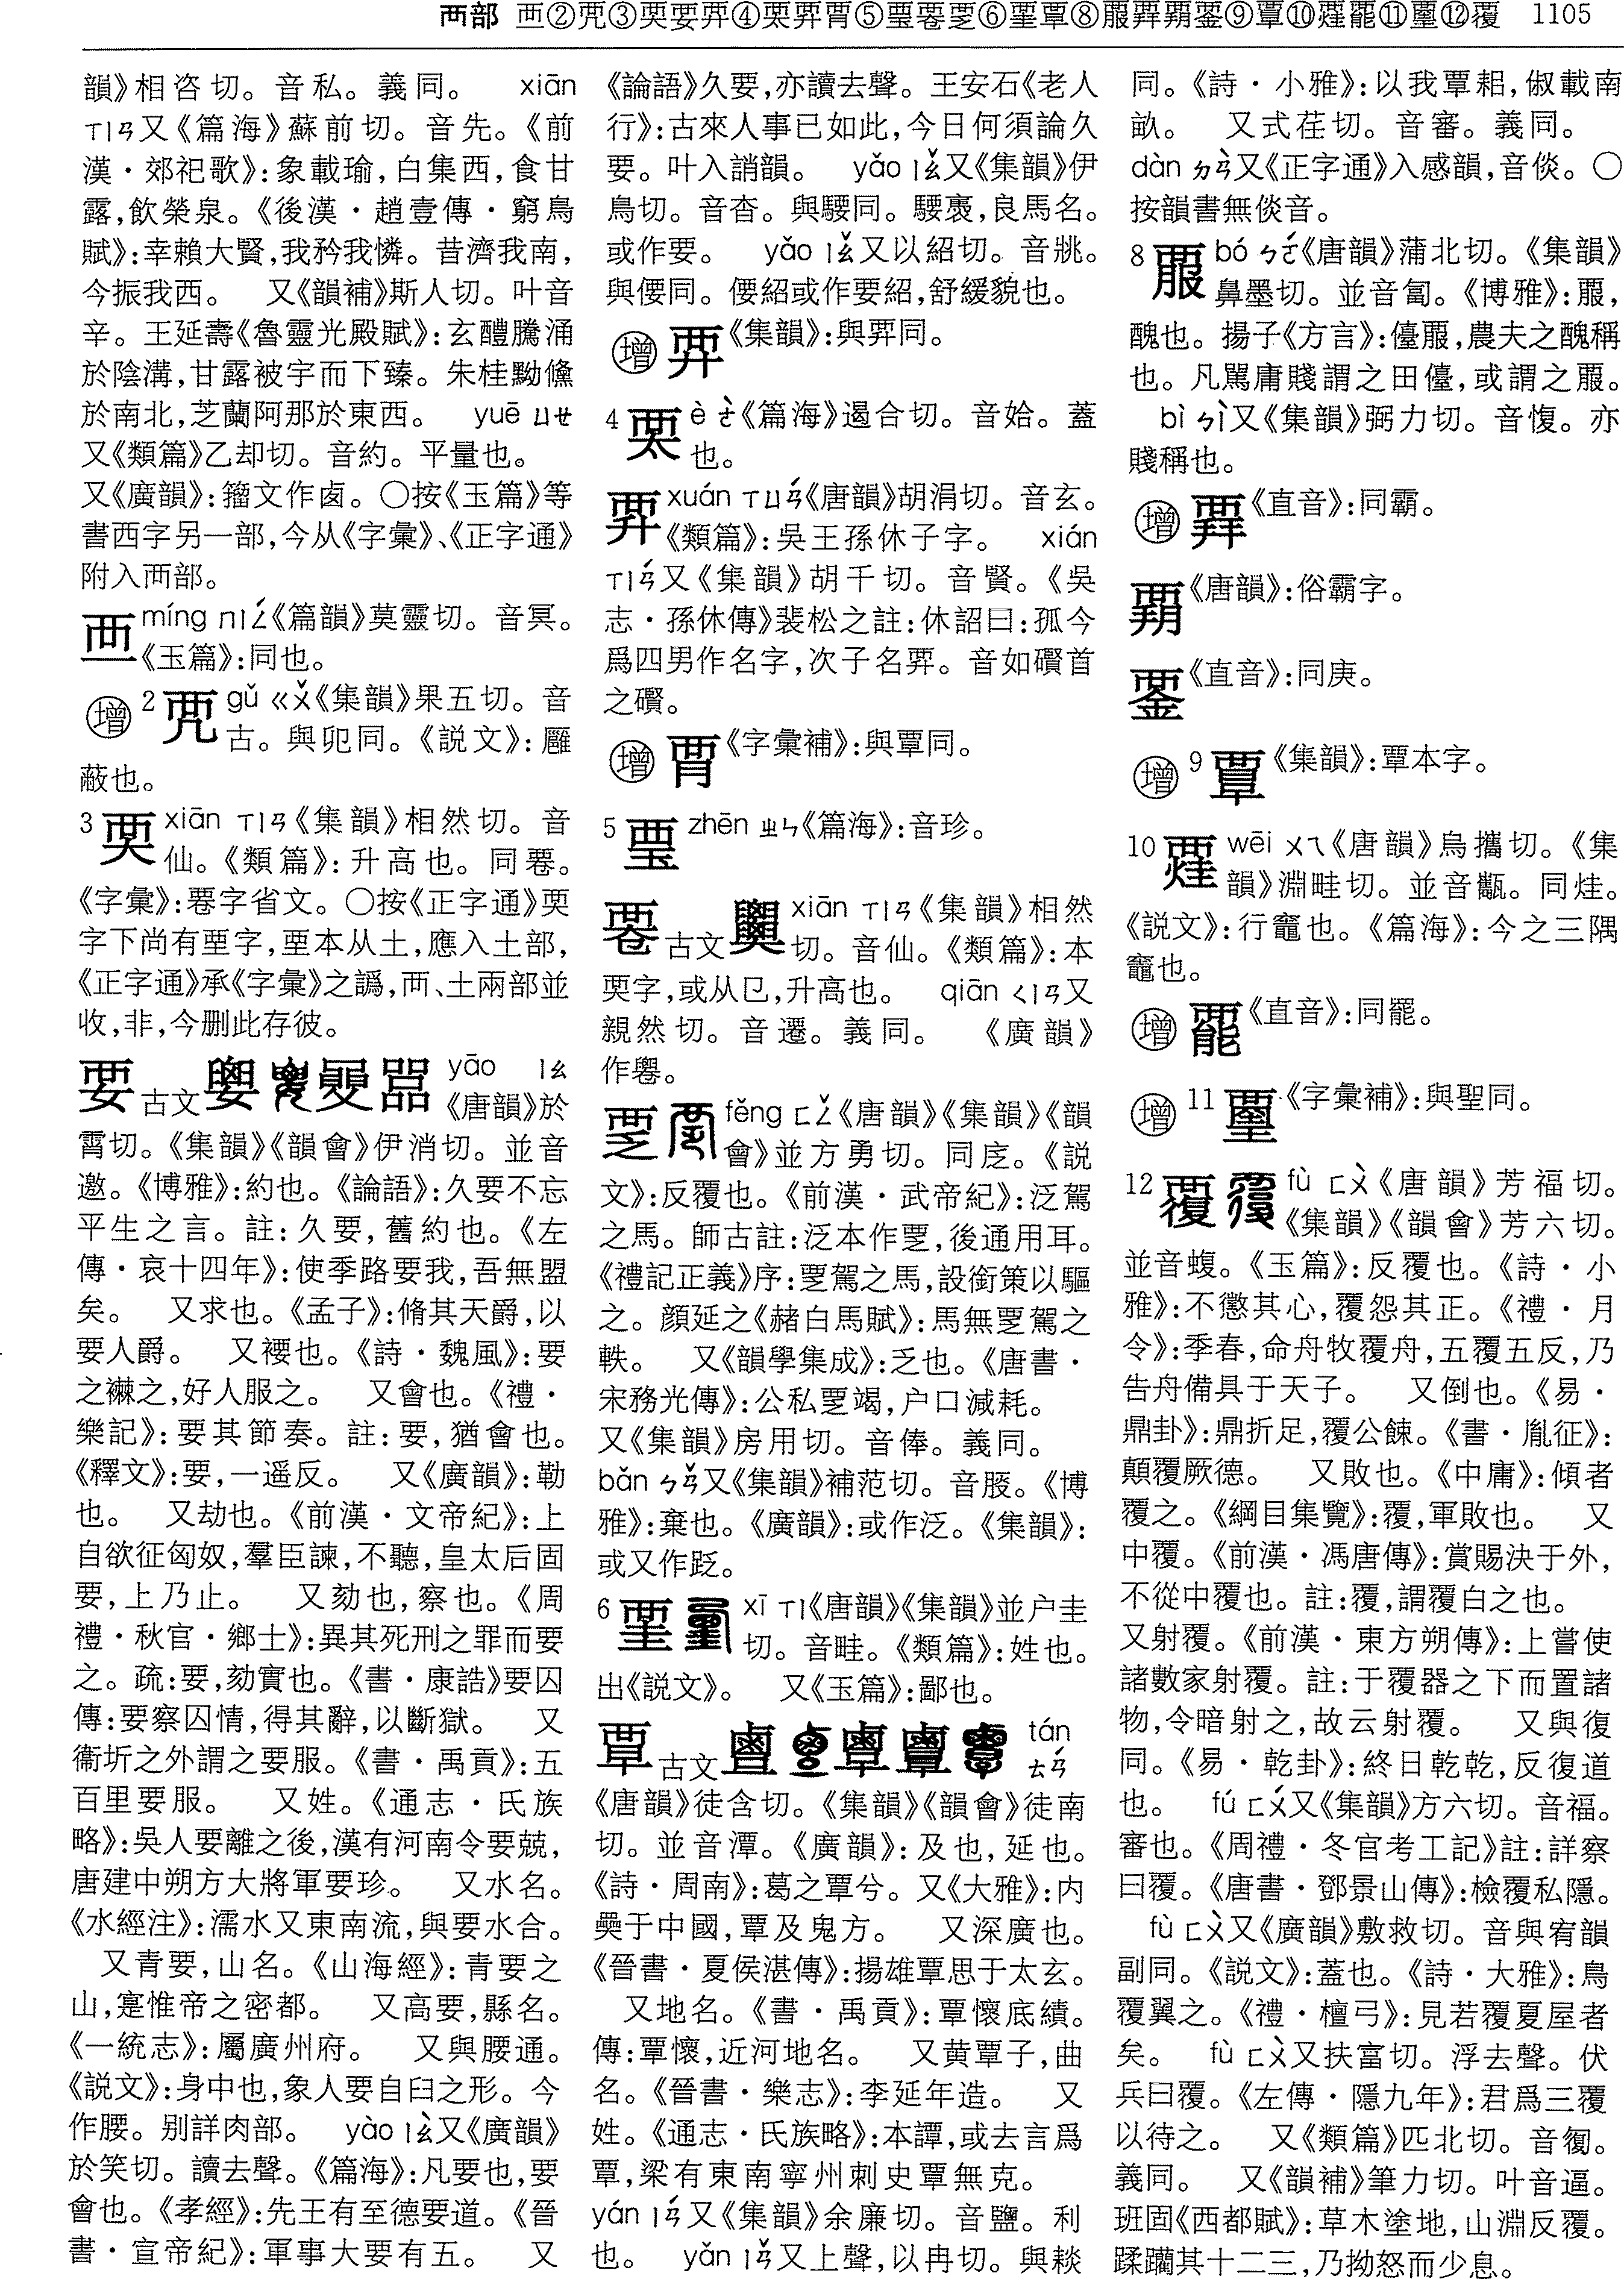 襾部 襾②𧟡③䙲要𢌿④䙳𢌿𦚚⑤𧟰䙴覂⑥垔覃⑧𧟱覇⑨覃⑩䙹䙽⑪⑫覆 1105
韻》相咨切。音私。義同。 xiān
ㄒㄧㄢ又《篇海》蘇前切。音先。《前
漢·郊祀歌》：象載瑜，白集西，食甘
露，飲榮泉。《後漢·趙壹傳·窮鳥
賦》：幸賴大賢，我矜我憐。昔濟我南，
今振我西。 又《韻補》斯人切。叶音
辛。王延壽《魯靈光殿賦》：玄醴騰涌
於陰溝，甘露被宇而下臻。朱桂黝儵
於南北，芝蘭阿那於東西。 yuē ㄩㄝ
又《類篇》乙却切。音約。平量也。
又《廣韻》：籀文作卥。○按《玉篇》等
書西字另一部，今从《字彙》、《正字通》
附入襾部。
míng ㄇㄧㄥˊ《篇韻》莫靈切。音冥。
《玉篇》：同也。
增 2 gǔ ㄍㄨˇ《集韻》果五切。音
古。與𠑹同。《説文》：廱
蔽也。
3 䙲 xiān ㄒㄧㄢ《集韻》相然切。音
仙。《類篇》：升高也。同䙴。
《字彙》：䙴字省文。○按《正字通》䙲
字下尚有垔字，垔本从土，應入土部，
《正字通》承《字彙》之譌，襾、土兩部並
收，非，今删此存彼。
要 古文 yāo ㄧㄠ
《唐韻》於
霄切。《集韻》《韻會》伊消切。並音
邀。《博雅》：約也。《論語》：久要不忘
平生之言。註：久要，舊約也。《左
傳·哀十四年》：使季路要我，吾無盟
矣。 又求也。《孟子》：脩其天爵，以
要人爵。 又褄也。《詩·魏風》：要
之襋之，好人服之。 又會也。《禮·
樂記》：要其節奏。註：要，猶會也。
《釋文》：要，一遥反。 又《廣韻》：勒
也。 又劫也。《前漢·文帝紀》：上
自欲征匈奴，羣臣諫，不聽，皇太后固
要，上乃止。 又劾也，察也。《周
禮·秋官·鄉士》：異其死刑之罪而要
之。疏：要，劾實也。《書·康誥》要囚
傳：要察囚情，得其辭，以斷獄。 又
衞圻之外謂之要服。《書·禹貢》：五
百里要服。 又姓。《通志·氏族
略》：吳人要離之後，漢有河南令要兢，
唐建中朔方大將軍要珍。 又水名。
《水經注》：濡水又東南流，與要水合。
又青要，山名。《山海經》：青要之
山，寔惟帝之密都。 又高要，縣名。
《一統志》：屬廣州府。 又與腰通。
《説文》：身中也，象人要自臼之形。今
作腰。别詳肉部。 yào ㄧㄠˋ又《廣韻》
於笑切。讀去聲。《篇海》：凡要也，要
會也。《孝經》：先王有至德要道。《晉
書·宣帝紀》：軍事大要有五。 又
《論語》久要，亦讀去聲。王安石《老人
行》：古來人事已如此，今日何須論久
要。叶入誚韻。 yǎo ㄧㄠˇ又《集韻》伊
鳥切。音杳。與騕同。騕褭，良馬名。
或作要。 yǎo ㄧㄠˇ又以紹切。音㫐。
與偠同。偠紹或作要紹，舒緩貌也。
增 《集韻》：與𢌿同。
4 è ㄜˋ《篇海》遏合切。音姶。蓋
也。
xuán ㄒㄩㄢˊ《唐韻》胡涓切。音玄。
《類篇》：吳王孫休子字。 xián
ㄒㄧㄢˊ又《集韻》胡千切。音賢。《吳
志·孫休傳》裴松之註：休詔曰：孤今
爲四男作名字，次子名𢌿。音如礥首
之礥。
增 《字彙補》：與覃同。
5 zhēn ㄓㄣ《篇海》：音珍。
䙴 古文 xiān ㄒㄧㄢ《集韻》相然
切。音仙。《類篇》：本
䙲字，或从㔾，升高也。 qiān ㄑㄧㄢ又
親然切。音遷。義同。 《廣韻》
作䙴。
覂 fěng ㄈㄥˇ《唐韻》《集韻》《韻
會》並方勇切。同㡵。《説
文》：反覆也。《前漢·武帝紀》：泛駕
之馬。師古註：泛本作覂，後通用耳。
《禮記正義》序：覂駕之馬，設銜策以驅
之。顔延之《赭白馬賦》：馬無覂駕之
軼。 又《韻學集成》：乏也。《唐書·
宋務光傳》：公私覂竭，户口減耗。
又《集韻》房用切。音俸。義同。
bǎn ㄅㄢˇ又《集韻》補范切。音㲒。《博
雅》：棄也。《廣韻》：或作泛。《集韻》：
或又作䟪。
6 xī ㄒㄧ《唐韻》《集韻》並户圭
切。音畦。《類篇》：姓也。
出《説文》。 又《玉篇》：鄙也。
覃 古文 tán
ㄊㄢˊ
《唐韻》徒含切。《集韻》《韻會》徒南
切。並音潭。《廣韻》：及也，延也。
《詩·周南》：葛之覃兮。又《大雅》：内
奰于中國，覃及鬼方。 又深廣也。
《晉書·夏侯湛傳》：揚雄覃思于太玄。
又地名。《書·禹貢》：覃懷底績。
傳：覃懷，近河地名。 又黄覃子，曲
名。《晉書·樂志》：李延年造。 又
姓。《通志·氏族略》：本譚，或去言爲
覃，梁有東南寧州刺史覃無克。
yán ㄧㄢˊ又《集韻》余廉切。音鹽。利
也。 yǎn ㄧㄢˇ又上聲，以冉切。與剡
同。《詩·小雅》：以我覃耜，俶載南
畝。 又式荏切。音審。義同。
dàn ㄉㄢˋ又《正字通》入感韻，音倓。○
按韻書無倓音。
8 bó ㄅㄛˊ《唐韻》蒲北切。《集韻》
鼻墨切。並音匐。《博雅》：䙸，
醜也。揚子《方言》：儓䙸，農夫之醜稱
也。凡罵庸賤謂之田儓，或謂之䙸。
bì ㄅㄧˋ又《集韻》弼力切。音愎。亦
賤稱也。
增 《直音》：同霸。
覇 《唐韻》：俗霸字。
《直音》：同庚。
增 9 《集韻》：覃本字。
10 wēi ㄨㄟ《唐韻》烏攜切。《集
韻》淵畦切。並音䵷。同烓。
《説文》：行竈也。《篇海》：今之三隅
竈也。
增 《直音》：同罷。
增 11 《字彙補》：與聖同。
12 覆 fù ㄈㄨˋ《唐韻》芳福切。
《集韻》《韻會》芳六切。
並音蝮。《玉篇》：反覆也。《詩·小
雅》：不懲其心，覆怨其正。《禮·月
令》：季春，命舟牧覆舟，五覆五反，乃
告舟備具于天子。 又倒也。《易·
鼎卦》：鼎折足，覆公餗。《書·胤征》：
顛覆厥德。 又敗也。《中庸》：傾者
覆之。《綱目集覽》：覆，軍敗也。 又
中覆。《前漢·馮唐傳》：賞賜決于外，
不從中覆也。註：覆，謂覆白之也。
又射覆。《前漢·東方朔傳》：上嘗使
諸數家射覆。註：于覆器之下而置諸
物，令暗射之，故云射覆。 又與復
同。《易·乾卦》：終日乾乾，反復道
也。 fú ㄈㄨˊ又《集韻》方六切。音福。
審也。《周禮·冬官考工記》註：詳察
曰覆。《唐書·鄧景山傳》：檢覆私隱。
fù ㄈㄨˋ又《廣韻》敷救切。音與宥韻
副同。《説文》：蓋也。《詩·大雅》：鳥
覆翼之。《禮·檀弓》：見若覆夏屋者
矣。 fù ㄈㄨˋ又扶富切。浮去聲。伏
兵曰覆。《左傳·隱九年》：君爲三覆
以待之。 又《類篇》匹北切。音匐。
義同。 又《韻補》筆力切。叶音逼。
班固《西都賦》：草木塗地，山淵反覆。
蹂躪其十二三，乃拗怒而少息。